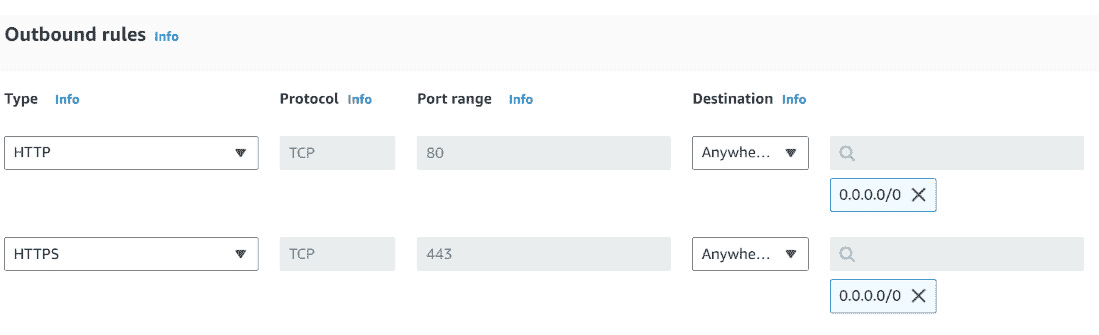 Outbound rules Info
Type Info Protocol Info Port range Info Destination Info
HTTP TCP 80 Anywhe...
0.0.0.0/0
HTTPS TCP 443 Anywhe...
0.0.0.0/0